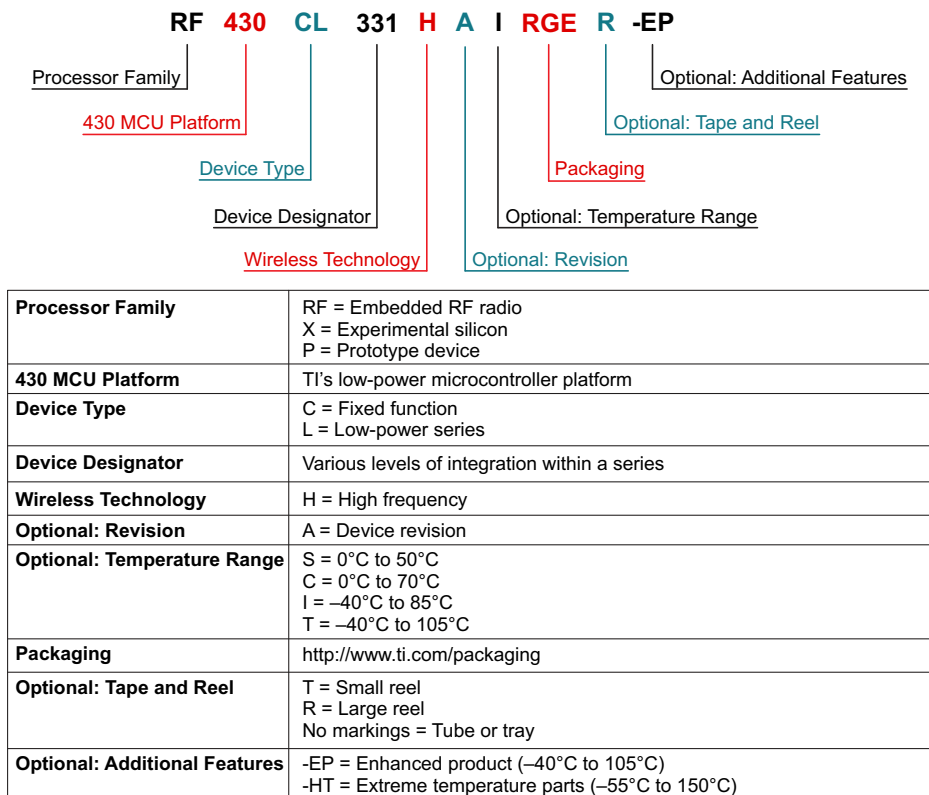 RF 430 CL 331 H A I RGE R -EP
Processor Family
Optional: Additional Features
430 MCU Platform
Optional: Tape and Reel
Device Type
Packaging
Device Designator
Optional: Temperature Range
Wireless Technology
Optional: Revision
Processor Family
RF = Embedded RF radio
X = Experimental silicon
P = Prototype device
430 MCU Platform
TI's low-power microcontroller platform
Device Type
C = Fixed function
L = Low-power series
Device Designator
Various levels of integration within a series
Wireless Technology
H = High frequency
Optional: Revision
A = Device revision
Optional: Temperature Range
S = 0°C to 50°C
C = 0°C to 70°C
I = –40°C to 85°C
T = –40°C to 105°C
Packaging
http://www.ti.com/packaging
Optional: Tape and Reel
T = Small reel
R = Large reel
No markings = Tube or tray
Optional: Additional Features
-EP = Enhanced product (–40°C to 105°C)
-HT = Extreme temperature parts (–55°C to 150°C)